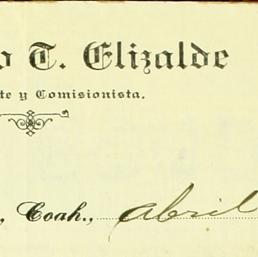 o T. Elizalde
te y Comisionista.
, Coah., Abril